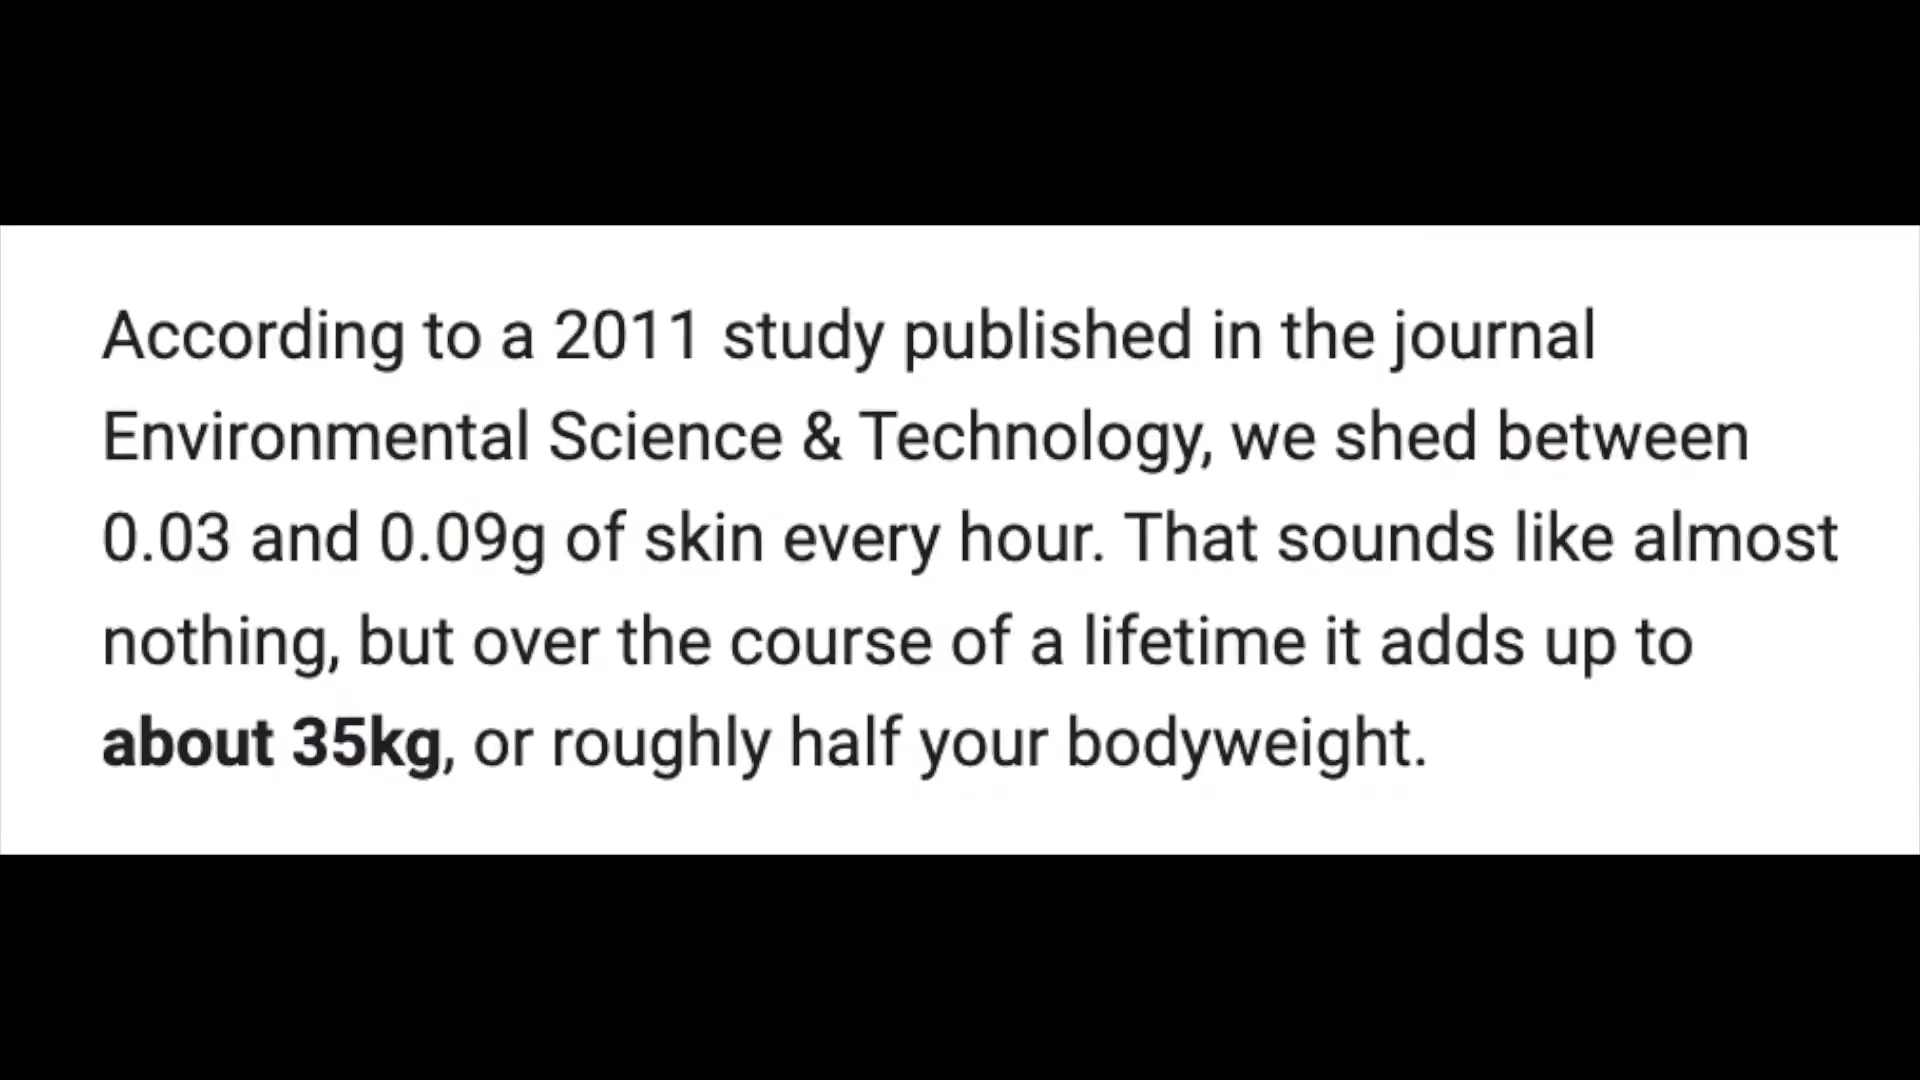 According to a 2011 study published in the journal
Environmental Science & Technology, we shed between
0.03 and 0.09g of skin every hour. That sounds like almost
nothing, but over the course of a lifetime it adds up to
about 35kg, or roughly half your bodyweight.